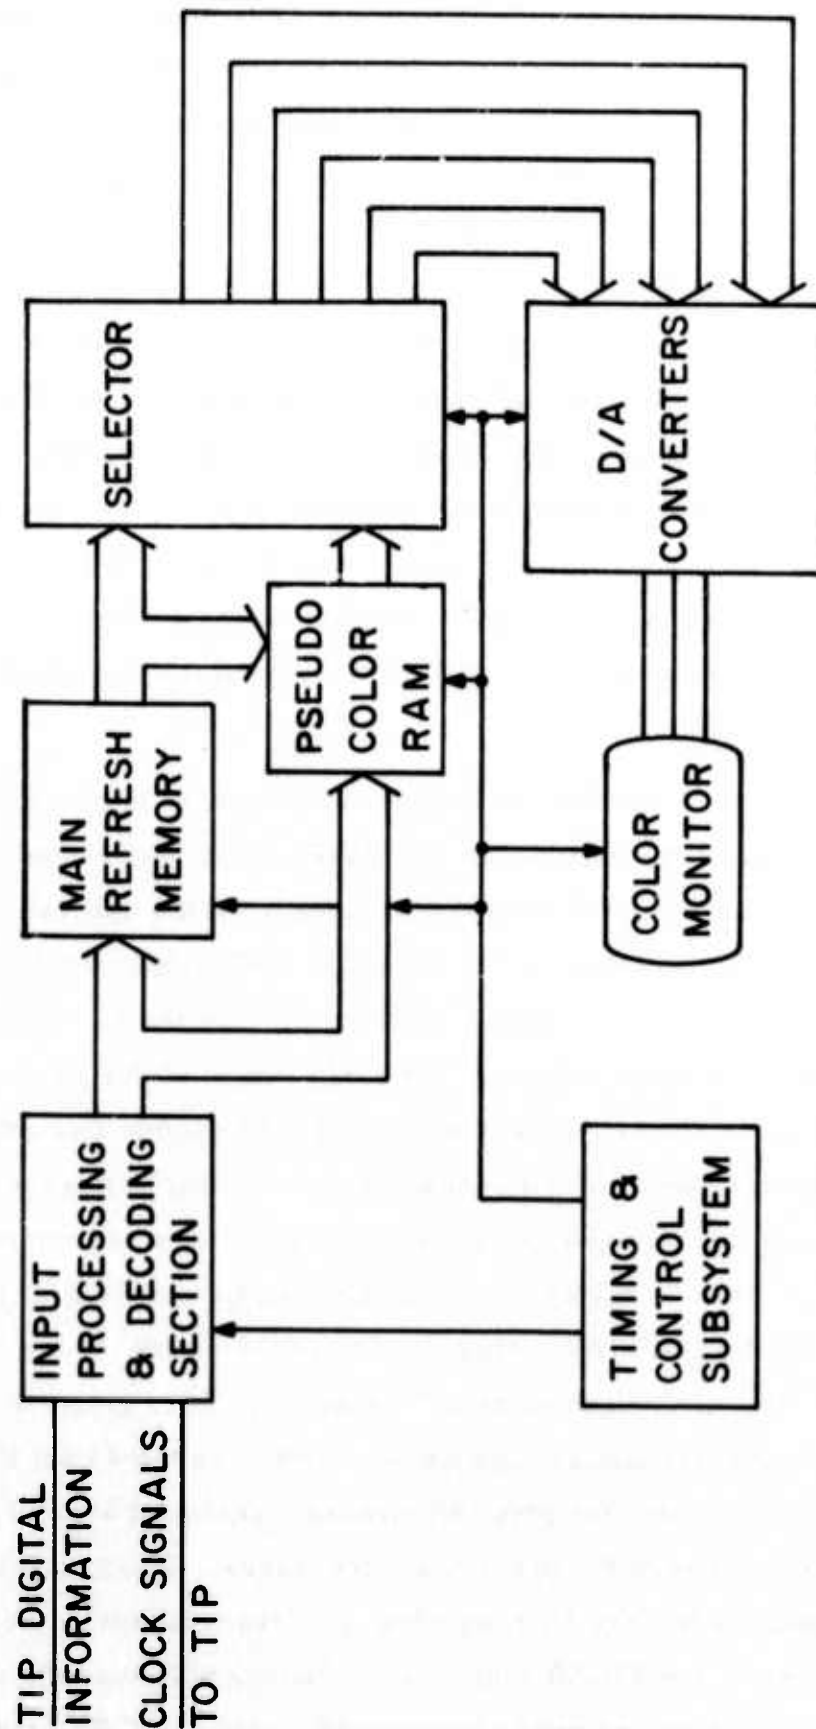 TIP DIGITAL
INFORMATION
CLOCK SIGNALS
TO TIP
INPUT
PROCESSING
& DECODING
SECTION
MAIN
REFRESH
MEMORY
PSEUDO
COLOR
RAM
SELECTOR
TIMING &
CONTROL
SUBSYSTEM
COLOR
MONITOR
D/A
CONVERTERS